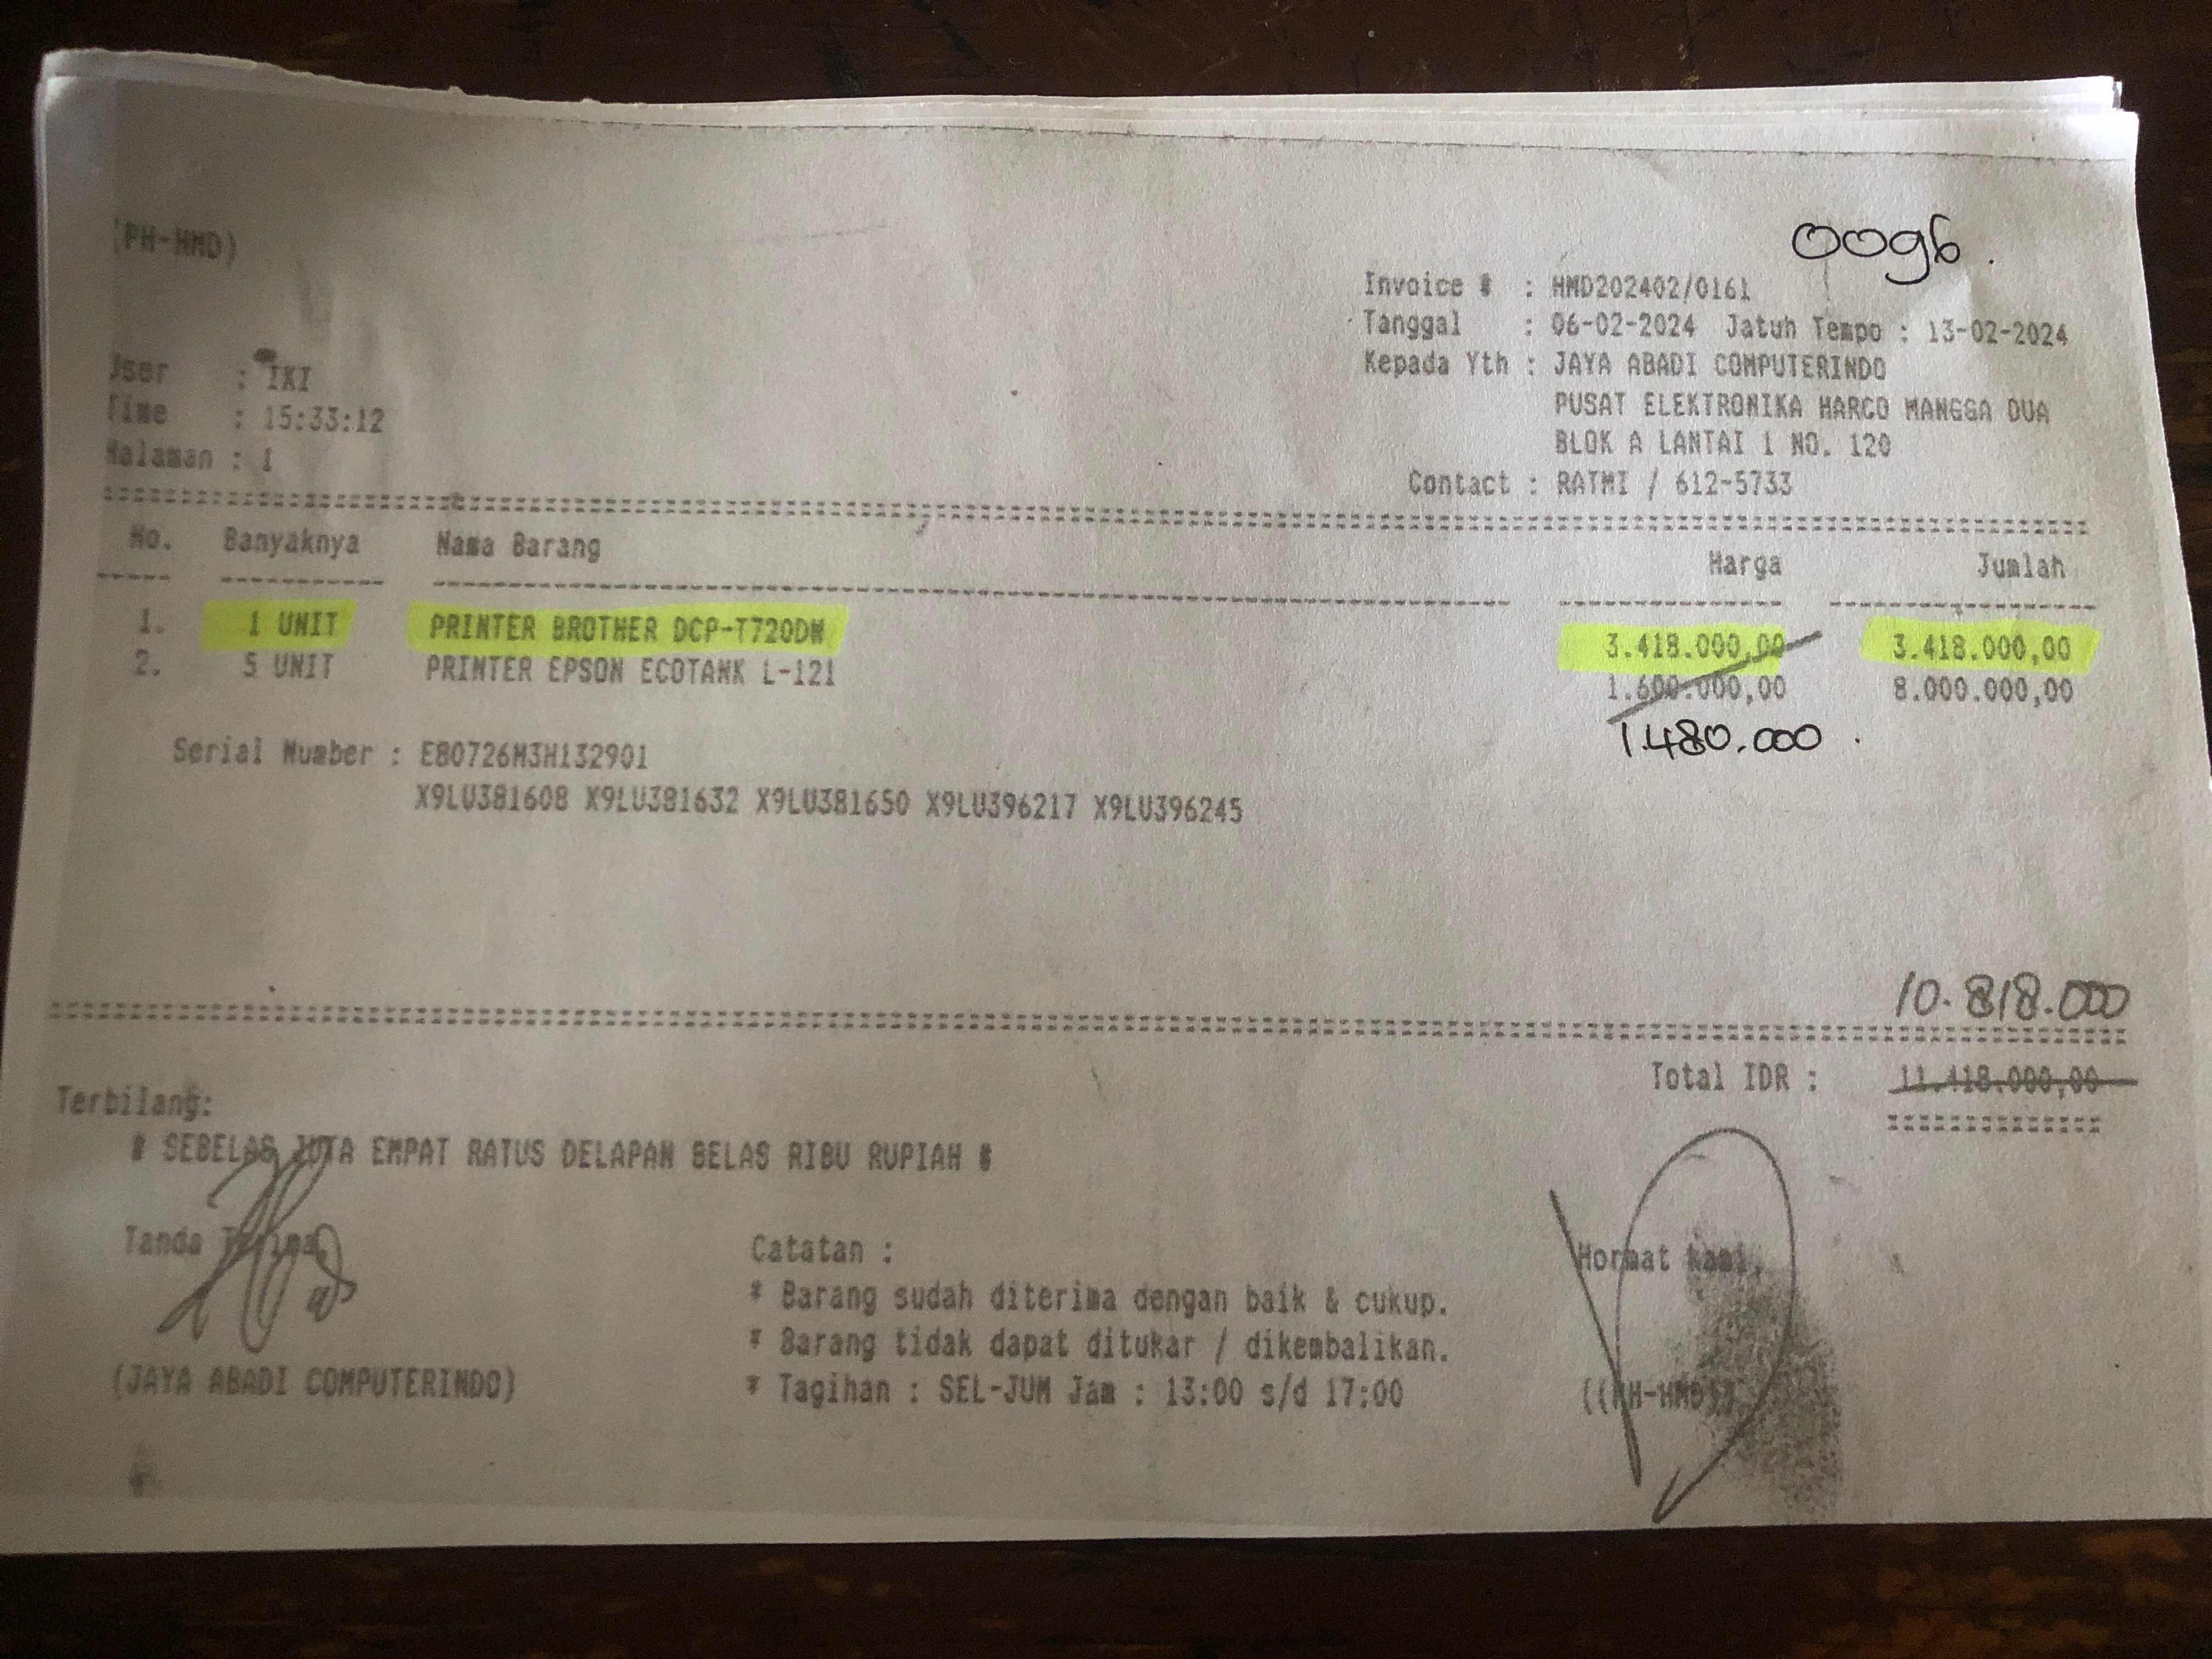 0096.
(PH-HMD)
Invoice # : HMD202402/0161
Tanggal : 06-02-2024 Jatuh Tempo : 13-02-2024
User : IKI
Kepada Yth : JAYA ABADI COMPUTERINDO
Time : 15:33:12
PUSAT ELEKTRONIKA HARCO MANGGA DUA
Halaman : 1
BLOK A LANTAI 1 NO. 120
Contact : RATMI / 612-5733
No. Banyaknya Nama Barang Harga Jumlah
1. 1 UNIT PRINTER BROTHER DCP-T720DW 3.418.000,00 3.418.000,00
2. 5 UNIT PRINTER EPSON ECOTANK L-121 1.600.000,00 8.000.000,00
1.480.000.
Serial Number : E80726M3H132901
X9LU381608 X9LU381632 X9LU381650 X9LU396217 X9LU396245
10.818.000
Total IDR : 11.418.000,00
Terbilang:
# SEBELAS JUTA EMPAT RATUS DELAPAN BELAS RIBU RUPIAH #
Tanda Terima, Catatan : Hormat kami,
* Barang sudah diterima dengan baik & cukup.
* Barang tidak dapat ditukar / dikembalikan.
(JAYA ABADI COMPUTERINDO) * Tagihan : SEL-JUM Jam : 13:00 s/d 17:00 ((PH-HMD))